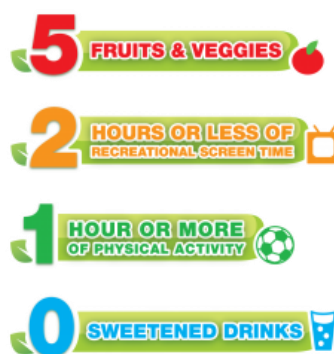 5 FRUITS & VEGGIES
2 HOURS OR LESS OF
RECREATIONAL SCREEN TIME
1 HOUR OR MORE
OF PHYSICAL ACTIVITY
0 SWEETENED DRINKS